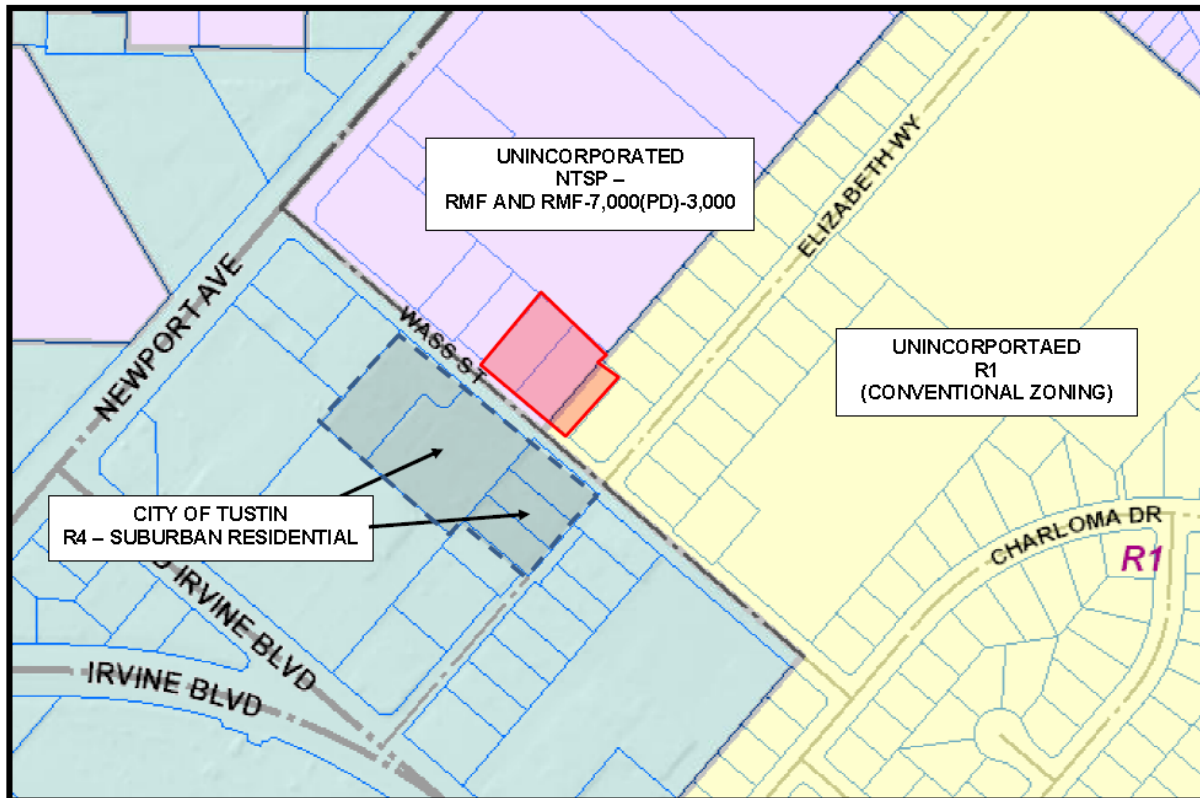 UNINCORPORATED
NTSP –
RMF AND RMF-7,000(PD)-3,000
ELIZABETH WY
NEWPORT AVE
WASS ST
UNINCORPORTAED
R1
(CONVENTIONAL ZONING)
CITY OF TUSTIN
R4 – SUBURBAN RESIDENTIAL
CHARLOMA DR
R1
IRVINE BLVD
IRVINE BLVD